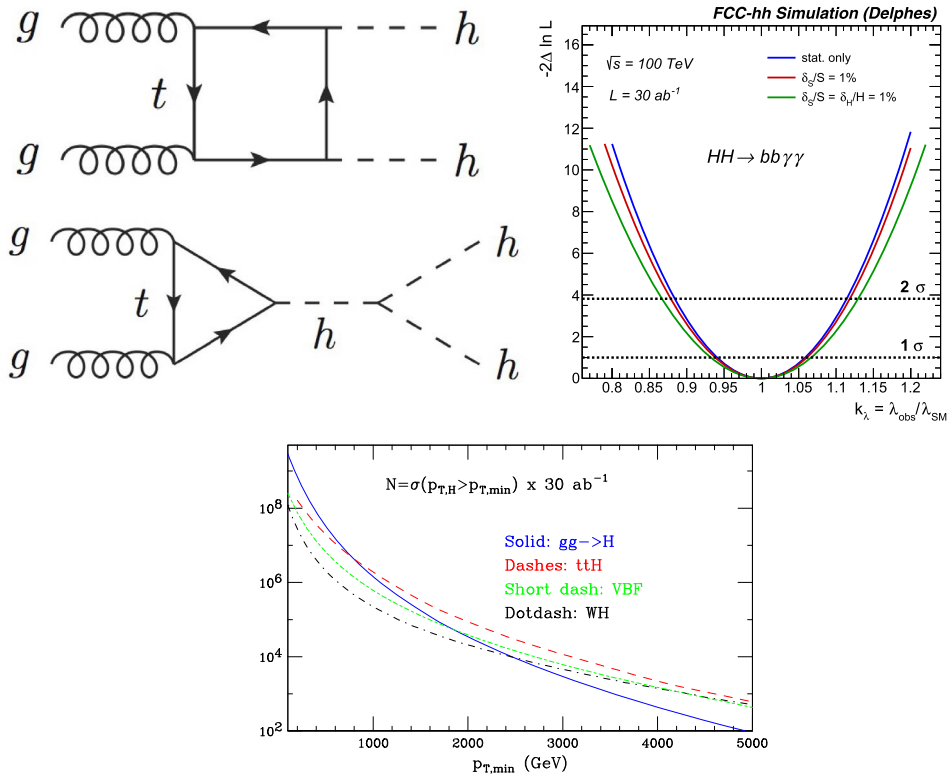 g
t
g
h
h
g
t
g
h
h
h
FCC-hh Simulation (Delphes)
-2Δ ln L
16
14
12
10
8
6
4
2
0
√s = 100 TeV
L = 30 ab⁻¹
stat. only
δS/S = 1%
δS/S = δH/H = 1%
HH → bbγγ
2 σ
1 σ
0.8 0.85 0.9 0.95 1 1.05 1.1 1.15 1.2
kλ = λobs/λSM
N=σ(pT,H>pT,min) x 30 ab⁻¹
Solid: gg->H
Dashes: ttH
Short dash: VBF
Dotdash: WH
10⁸
10⁶
10⁴
10²
1000 2000 3000 4000 5000
pT,min (GeV)